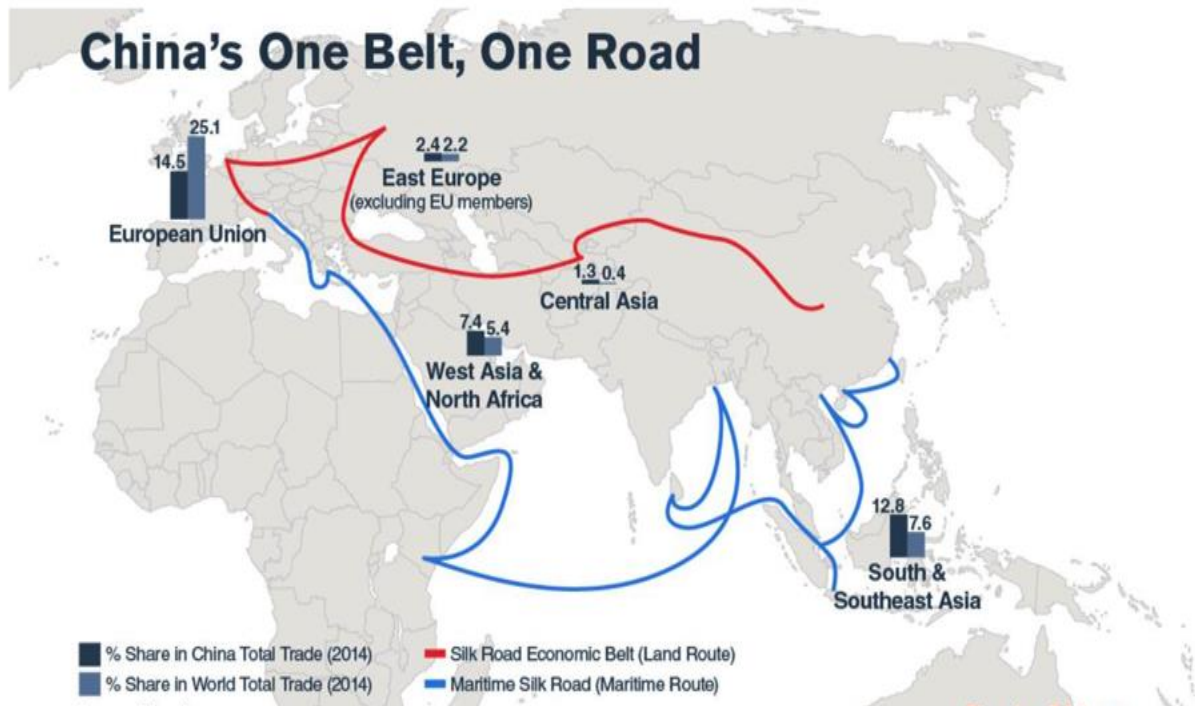 China's One Belt, One Road
25.1
14.5
European Union
2.4 2.2
East Europe
(excluding EU members)
1.3 0.4
Central Asia
7.4 5.4
West Asia &
North Africa
12.8
7.6
South &
Southeast Asia
% Share in China Total Trade (2014)
% Share in World Total Trade (2014)
Silk Road Economic Belt (Land Route)
Maritime Silk Road (Maritime Route)